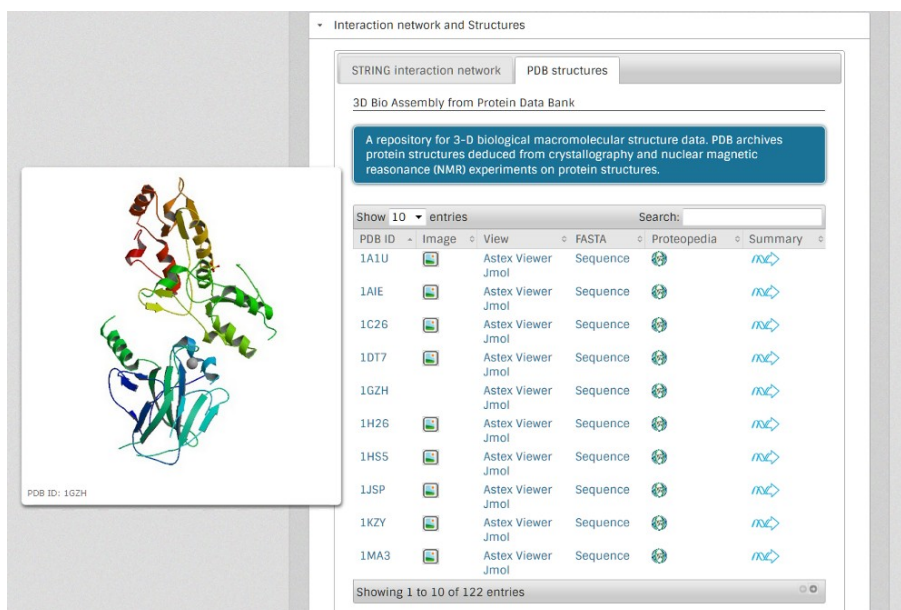 Interaction network and Structures
STRING interaction network PDB structures
3D Bio Assembly from Protein Data Bank
A repository for 3-D biological macromolecular structure data. PDB archives
protein structures deduced from crystallography and nuclear magnetic
reasonance (NMR) experiments on protein structures.
Show 10 entries Search:
PDB ID Image View FASTA Proteopedia Summary
1A1U Astex Viewer Sequence
Jmol
1AIE Astex Viewer Sequence
Jmol
1C26 Astex Viewer Sequence
Jmol
1DT7 Astex Viewer Sequence
Jmol
1GZH Astex Viewer Sequence
Jmol
1H26 Astex Viewer Sequence
Jmol
1HS5 Astex Viewer Sequence
Jmol
1JSP Astex Viewer Sequence
Jmol
1KZY Astex Viewer Sequence
Jmol
1MA3 Astex Viewer Sequence
Jmol
Showing 1 to 10 of 122 entries
PDB ID: 1GZH